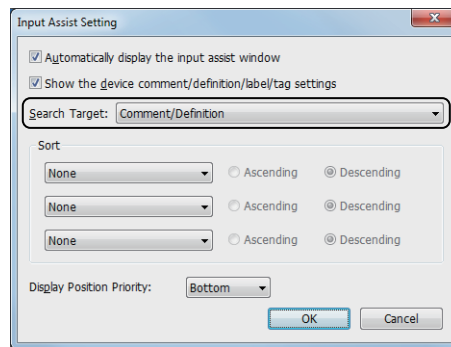 Input Assist Setting
Automatically display the input assist window
Show the device comment/definition/label/tag settings
Search Target: Comment/Definition
Sort
None Ascending Descending
None Ascending Descending
None Ascending Descending
Display Position Priority: Bottom
OK Cancel